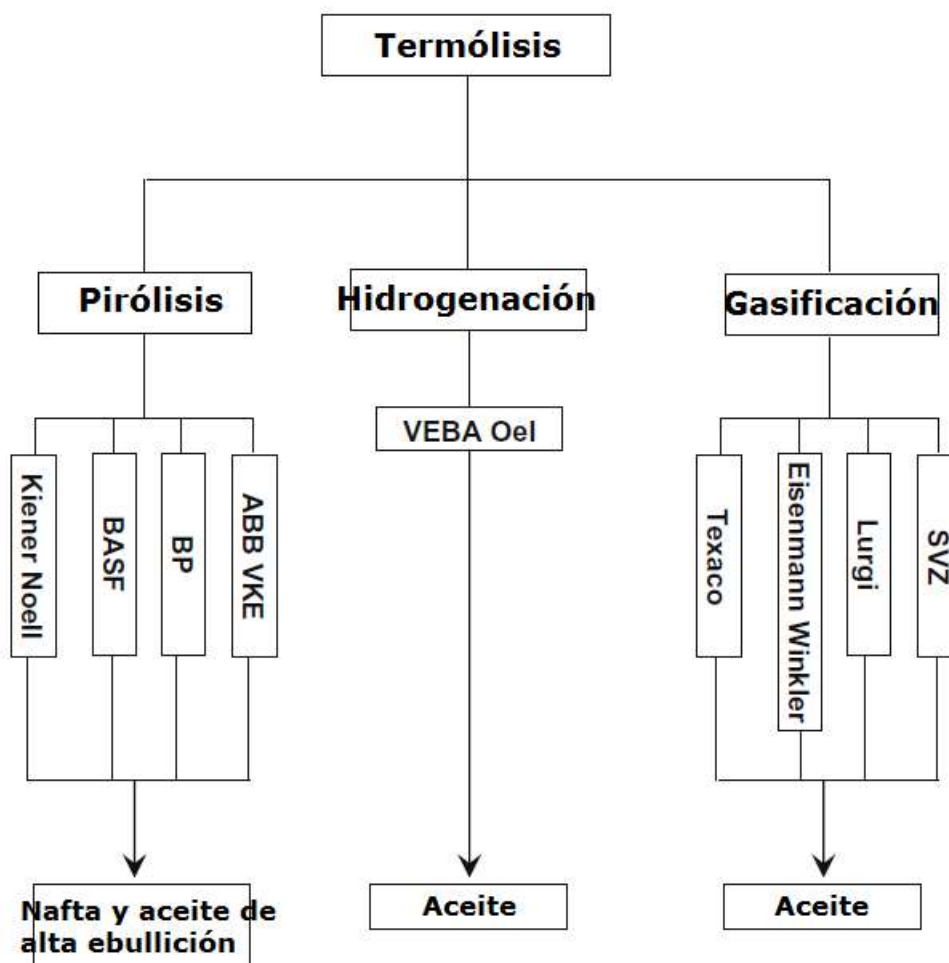 Termólisis
Pirólisis
Hidrogenación
Gasificación
VEBA Oel
Kiener Noell
BASF
BP
ABB VKE
Texaco
Eisenmann Winkler
Lurgi
SVZ
Nafta y aceite de
alta ebullición
Aceite
Aceite